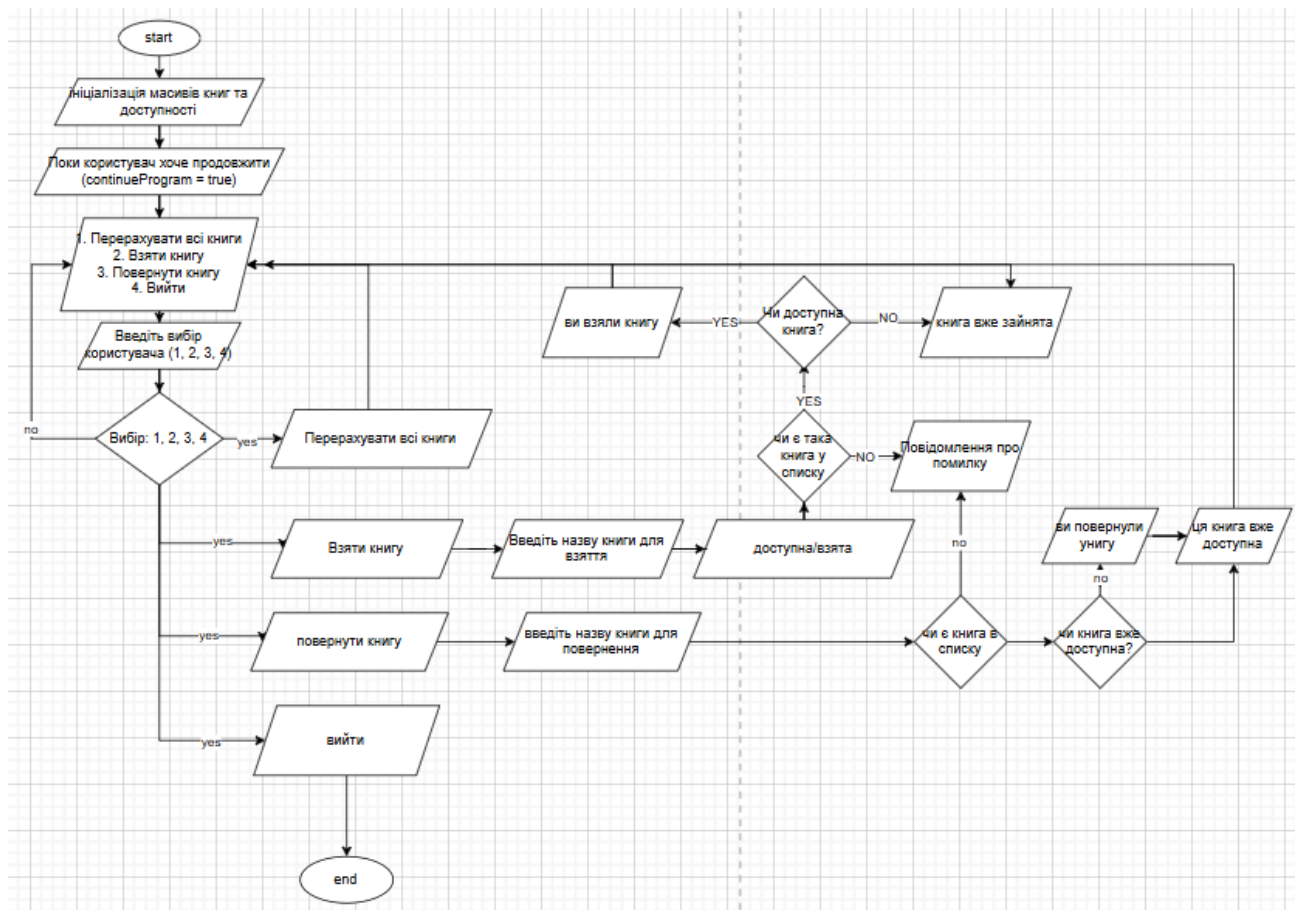 start
ініціалізація масивів книг та
доступності
Поки користувач хоче продовжити
(continueProgram = true)
1. Перерахувати всі книги
2. Взяти книгу
3. Повернути книгу
4. Вийти
Введіть вибір
користувача (1, 2, 3, 4)
no
Вибір: 1, 2, 3, 4
yes
Перерахувати всі книги
ви взяли книгу
YES
Чи доступна
книга?
NO
книга вже зайнята
YES
чи є така
книга у
списку
NO
Повідомлення про
помилку
yes
Взяти книгу
Введіть назву книги для
взяття
доступна/взята
no
ви повернули
унигу
ця книга вже
доступна
no
yes
повернути книгу
введіть назву книги для
повернення
чи є книга в
списку
чи книга вже
доступна?
yes
вийти
end